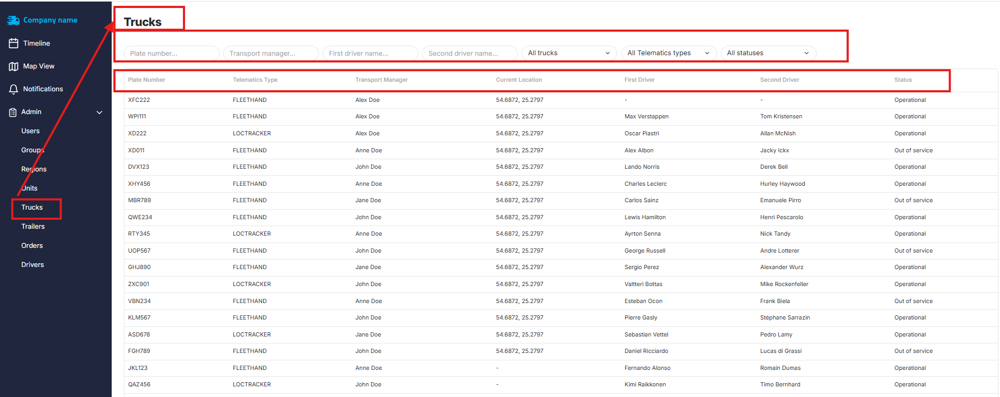 Company name
Timeline
Map View
Notifications
Admin
Users
Groups
Regions
Units
Trucks
Trailers
Orders
Drivers
Trucks
Plate number... Transport manager... First driver name... Second driver name... All trucks All Telematics types All statuses
Plate Number Telematics Type Transport Manager Current Location First Driver Second Driver Status
XFC222 FLEETHAND Alex Doe 54.6872, 25.2797 - - Operational
WPI111 FLEETHAND Alex Doe 54.6872, 25.2797 Max Verstappen Tom Kristensen Operational
XD222 LOCTRACKER Alex Doe 54.6872, 25.2797 Oscar Piastri Allan McNish Operational
XD011 FLEETHAND Anne Doe 54.6872, 25.2797 Alex Albon Jacky Ickx Out of service
DVX123 FLEETHAND John Doe 54.6872, 25.2797 Lando Norris Derek Bell Operational
XHY456 FLEETHAND Anne Doe 54.6872, 25.2797 Charles Leclerc Hurley Haywood Operational
MBR789 FLEETHAND Jane Doe 54.6872, 25.2797 Carlos Sainz Emanuele Pirro Out of service
QWE234 FLEETHAND John Doe 54.6872, 25.2797 Lewis Hamilton Henri Pescarolo Operational
RTY345 LOCTRACKER Anne Doe 54.6872, 25.2797 Ayrton Senna Nick Tandy Operational
UOP567 FLEETHAND John Doe 54.6872, 25.2797 George Russell Andre Lotterer Out of service
GHJ890 FLEETHAND Jane Doe 54.6872, 25.2797 Sergio Perez Alexander Wurz Operational
ZXC901 LOCTRACKER John Doe 54.6872, 25.2797 Valtteri Bottas Mike Rockenfeller Operational
VBN234 FLEETHAND Anne Doe 54.6872, 25.2797 Esteban Ocon Frank Biela Out of service
KLM567 FLEETHAND John Doe 54.6872, 25.2797 Pierre Gasly Stéphane Sarrazin Operational
ASD678 LOCTRACKER Jane Doe 54.6872, 25.2797 Sebastian Vettel Pedro Lamy Operational
FGH789 FLEETHAND John Doe 54.6872, 25.2797 Daniel Ricciardo Lucas di Grassi Out of service
JKL123 FLEETHAND Anne Doe - Fernando Alonso Romain Dumas Operational
QAZ456 LOCTRACKER John Doe - Kimi Raikkonen Timo Bernhard Operational